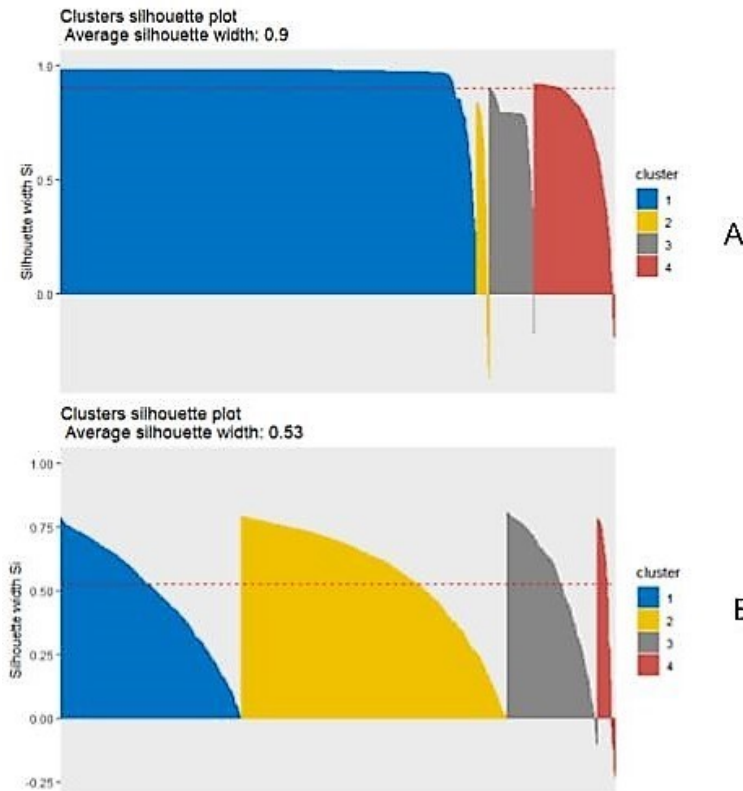 Clusters silhouette plot
Average silhouette width: 0.9
1.0
0.5
0.0
Silhouette width Si
cluster
1
2
3
4
A
Clusters silhouette plot
Average silhouette width: 0.53
1.00
0.75
0.50
0.25
0.00
-0.25
Silhouette width Si
cluster
1
2
3
4
B